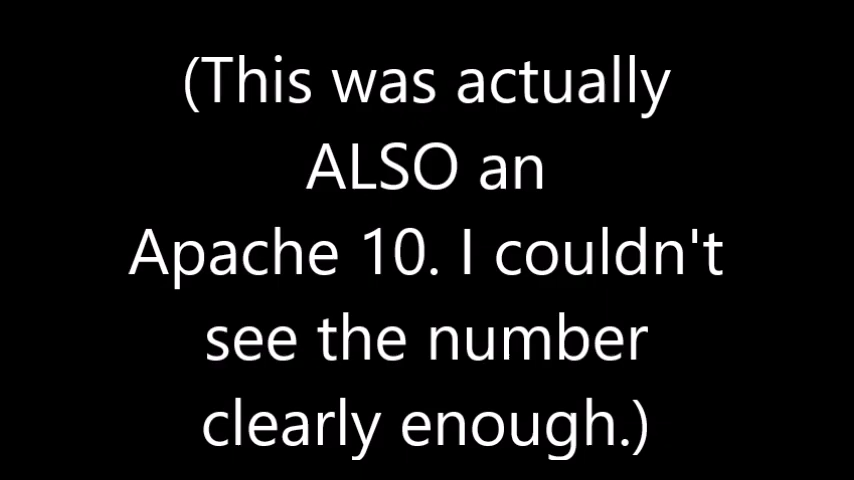 (This was actually
ALSO an
Apache 10. I couldn't
see the number
clearly enough.)